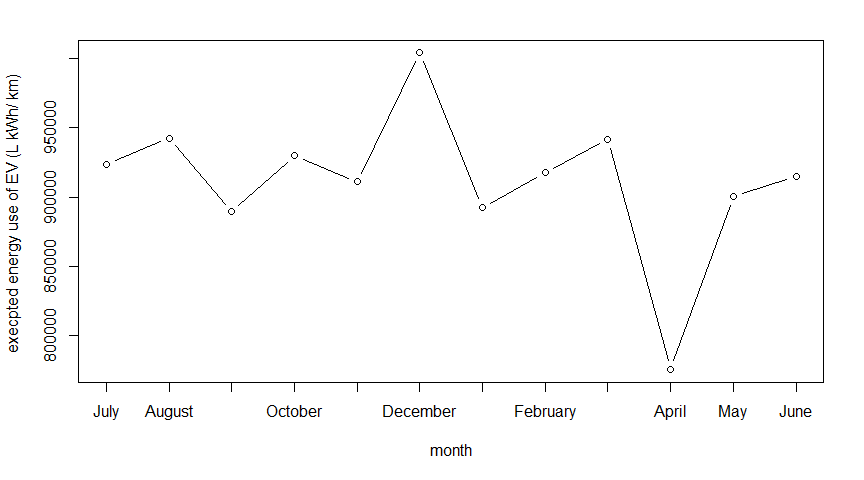 execpted energy use of EV (L kWh/ km)
950000
900000
850000
800000
July August October December February April May June
month